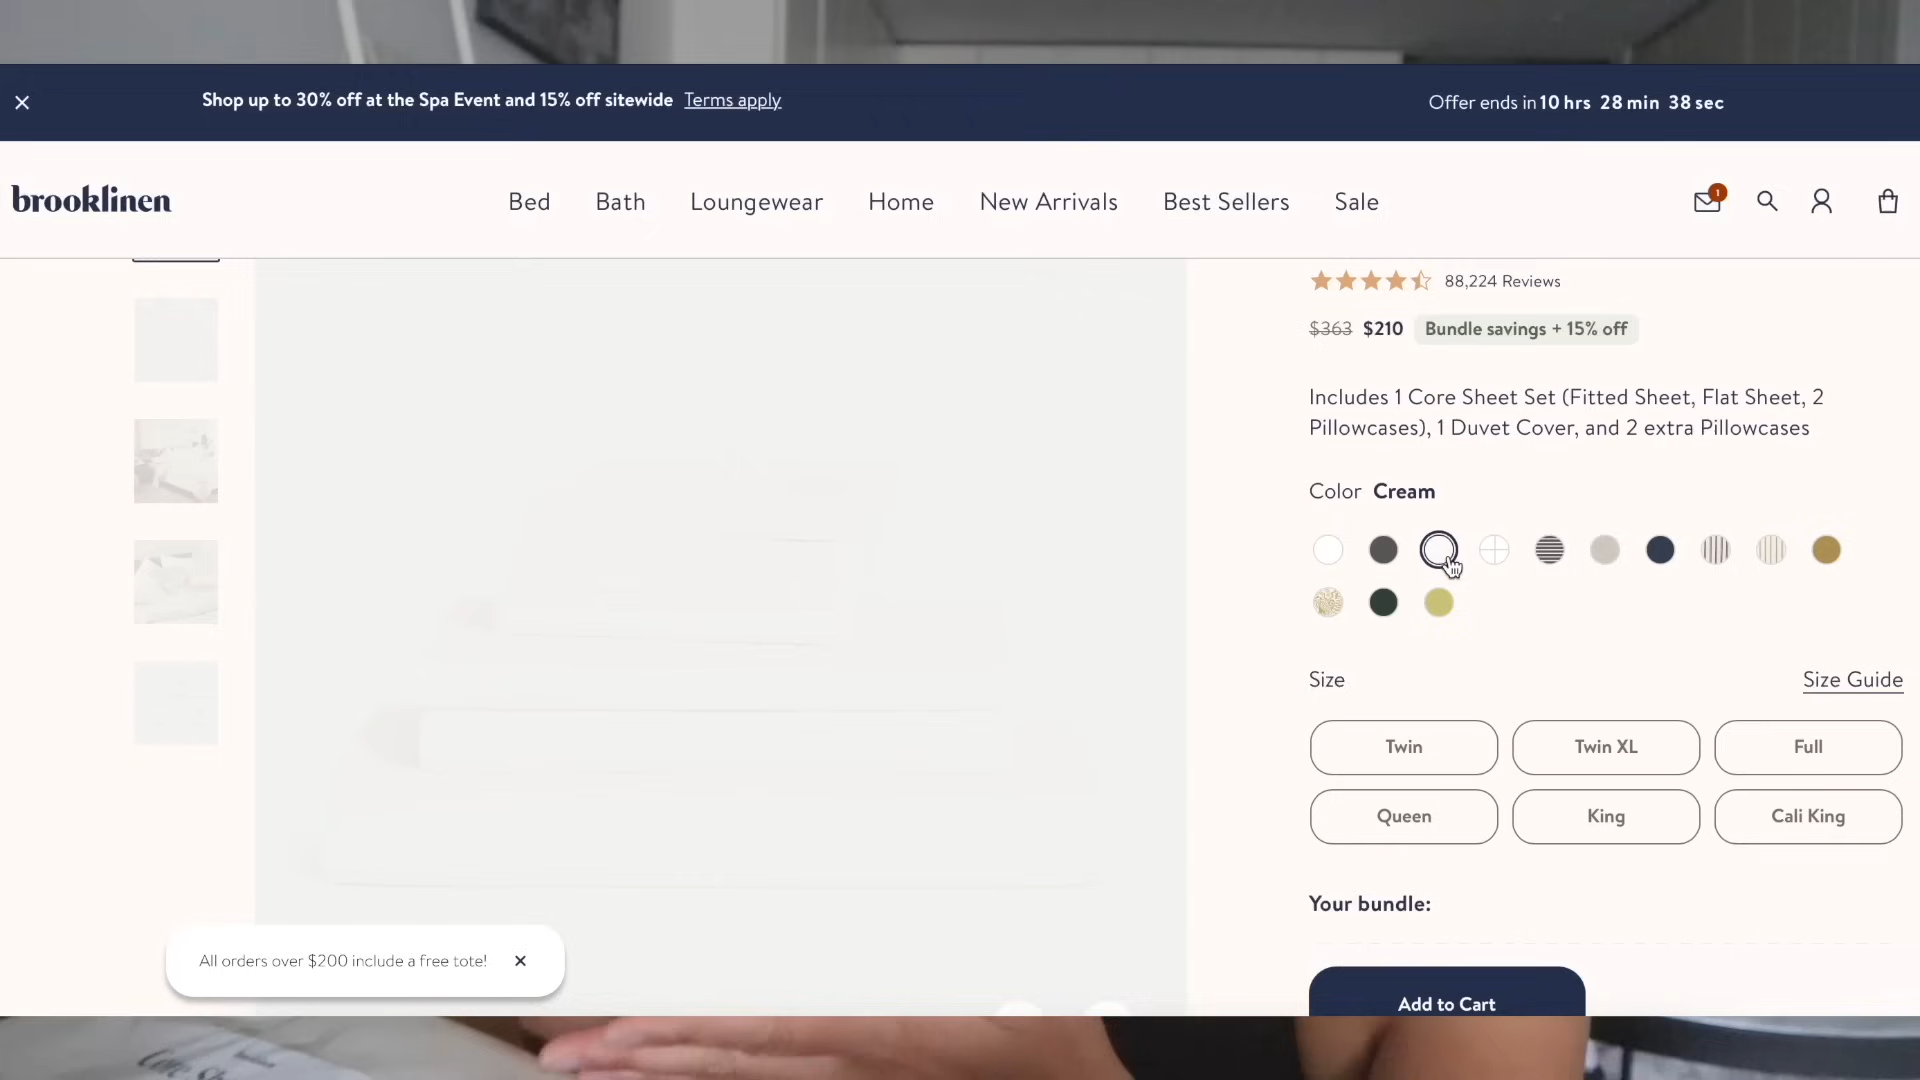 Shop up to 30% off at the Spa Event and 15% off sitewide Terms apply
Offer ends in 10 hrs 28 min 38 sec
brooklinen
Bed Bath Loungewear Home New Arrivals Best Sellers Sale
1
88,224 Reviews
$363 $210 Bundle savings + 15% off
Includes 1 Core Sheet Set (Fitted Sheet, Flat Sheet, 2
Pillowcases), 1 Duvet Cover, and 2 extra Pillowcases
Color Cream
Size Size Guide
Twin Twin XL Full
Queen King Cali King
Your bundle:
All orders over $200 include a free tote!
Add to Cart